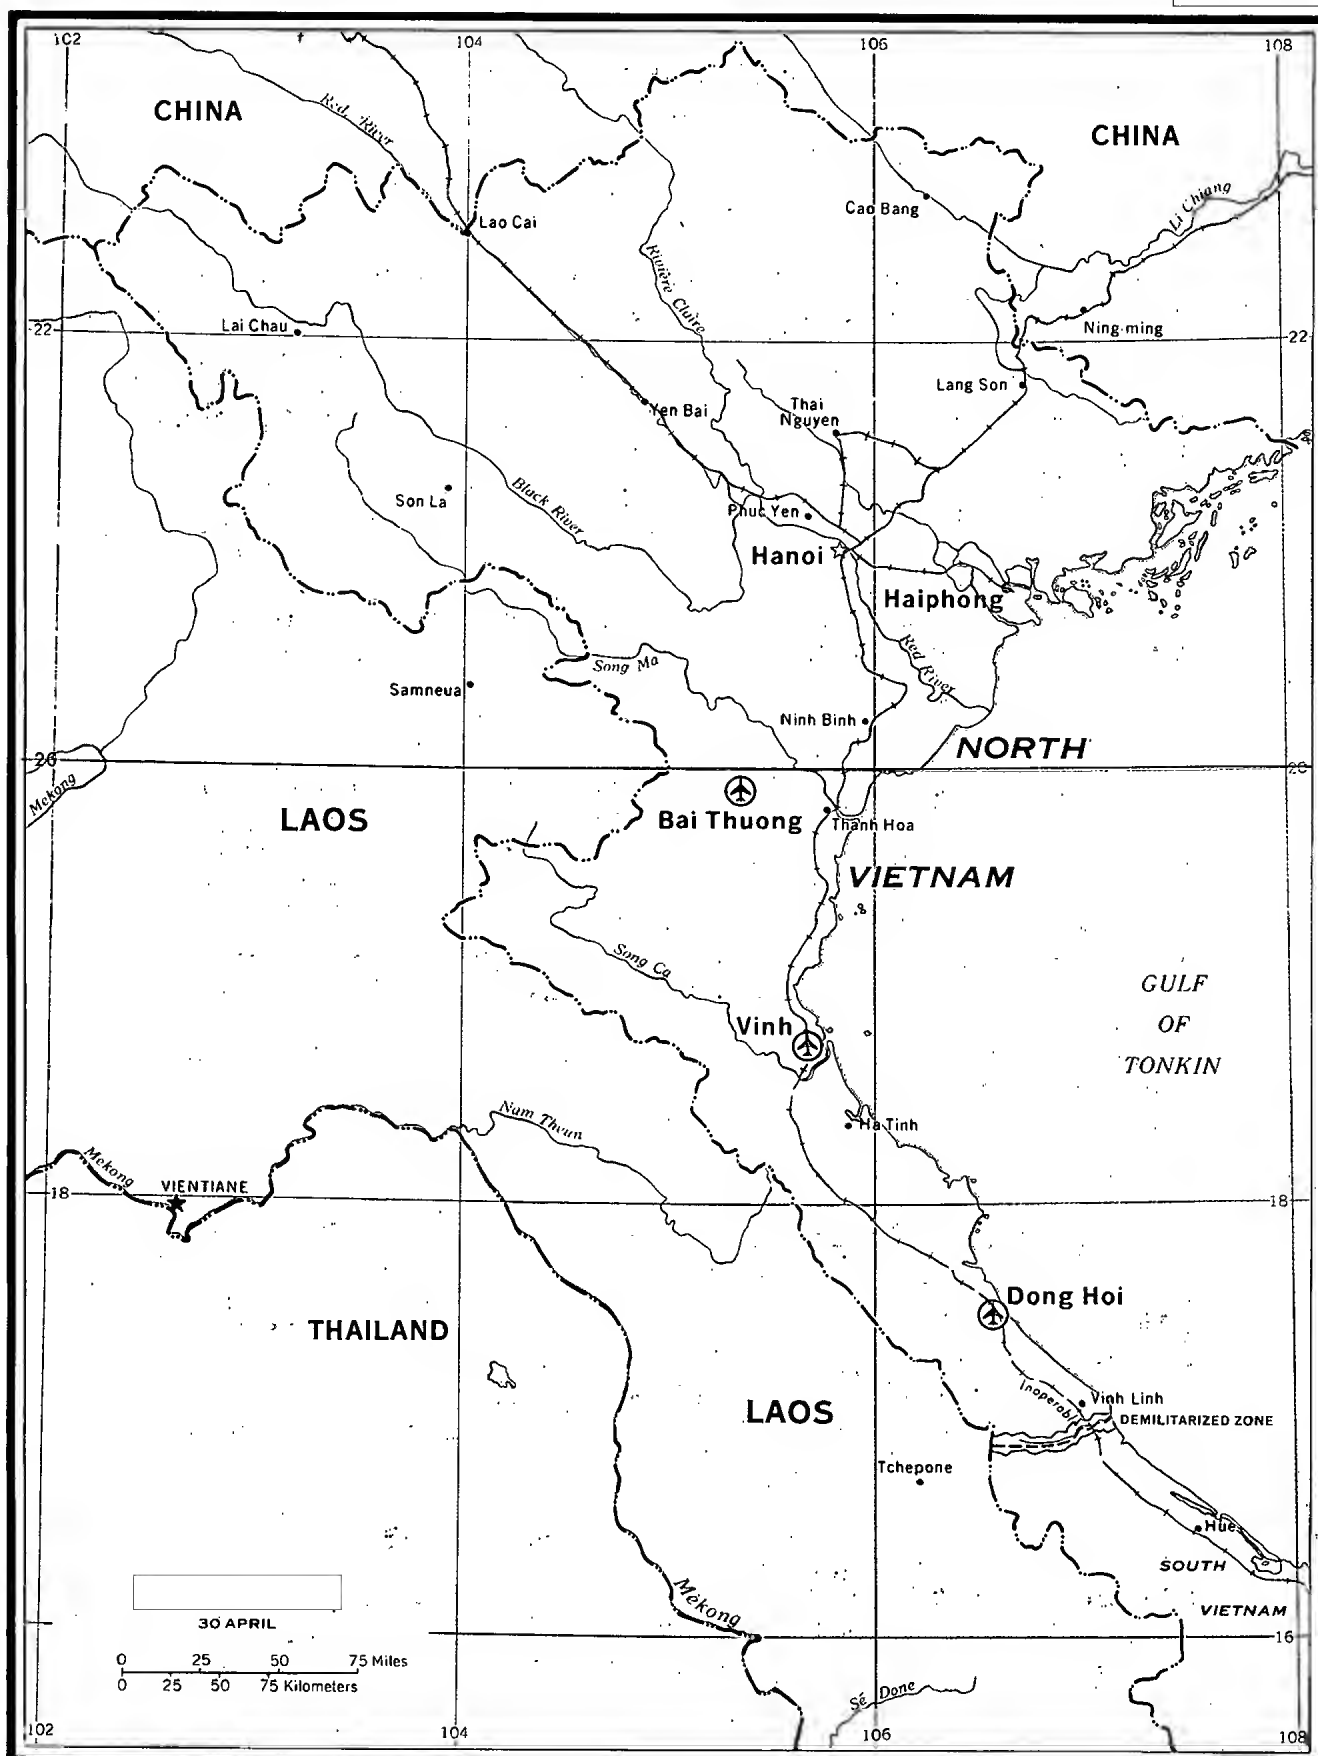 102
104
106
108
CHINA
Red River
CHINA
Li Chiang
Cao Bang
Lao Cai
Rivière Claire
Lai Chau
22
22
Ning-ming
Lang Son
Yen Bai
Thai
Nguyen
Son La
Black River
Phuc Yen
Hanoi
Haiphong
Song Ma
Red River
Samneua
Ninh Binh
NORTH
20
20
Mekong
LAOS
Bai Thuong
Thanh Hoa
VIETNAM
Song Ca
GULF
OF
TONKIN
Vinh
Nam Theun
Ha Tinh
Mekong
VIENTIANE
18
18
Dong Hoi
THAILAND
Inoperable
Vinh Linh
LAOS
DEMILITARIZED ZONE
Tchepone
Hue
SOUTH
VIETNAM
Mekong
16
30 APRIL
0 25 50 75 Miles
0 25 50 75 Kilometers
Sé Done
102
104
106
108